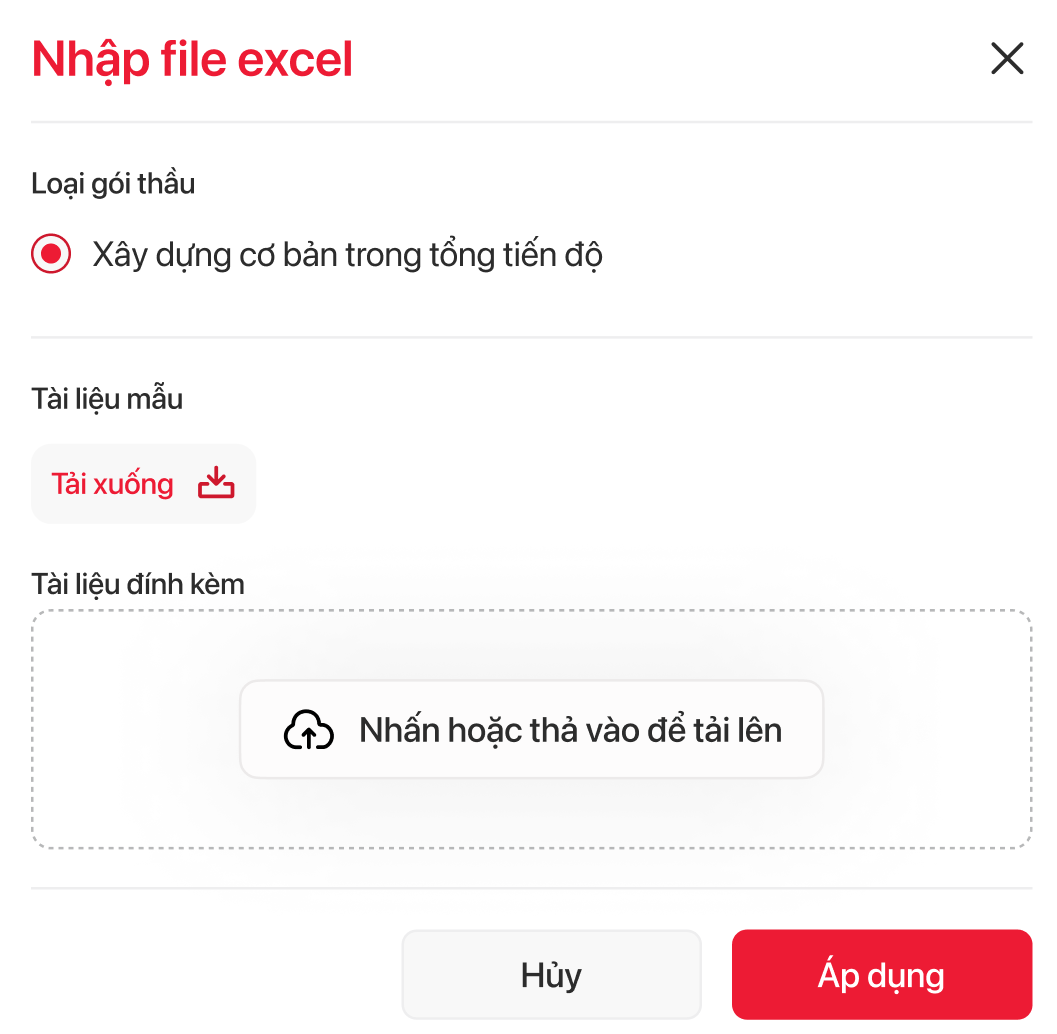 Nhập file excel
Loại gói thầu
Xây dựng cơ bản trong tổng tiến độ
Tài liệu mẫu
Tải xuống
Tài liệu đính kèm
Nhấn hoặc thả vào để tải lên
Hủy
Áp dụng